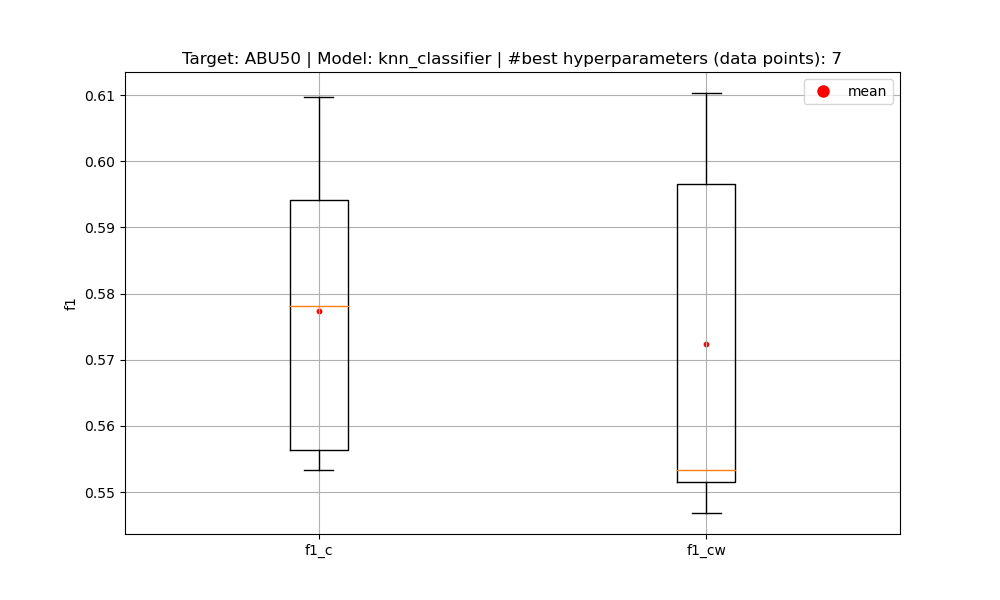 Target: ABU50 | Model: knn_classifier | #best hyperparameters (data points): 7
mean
0.61
0.60
0.59
0.58
0.57
0.56
0.55
f1
f1_c
f1_cw